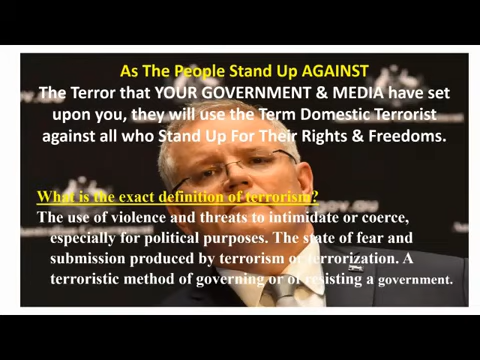 As The People Stand Up AGAINST
The Terror that YOUR GOVERNMENT & MEDIA have set
upon you, they will use the Term Domestic Terrorist
against all who Stand Up For Their Rights & Freedoms.
What is the exact definition of terrorism?
The use of violence and threats to intimidate or coerce,
especially for political purposes. The state of fear and
submission produced by terrorism or terrorization. A
terroristic method of governing or of resisting a government.
gov.au